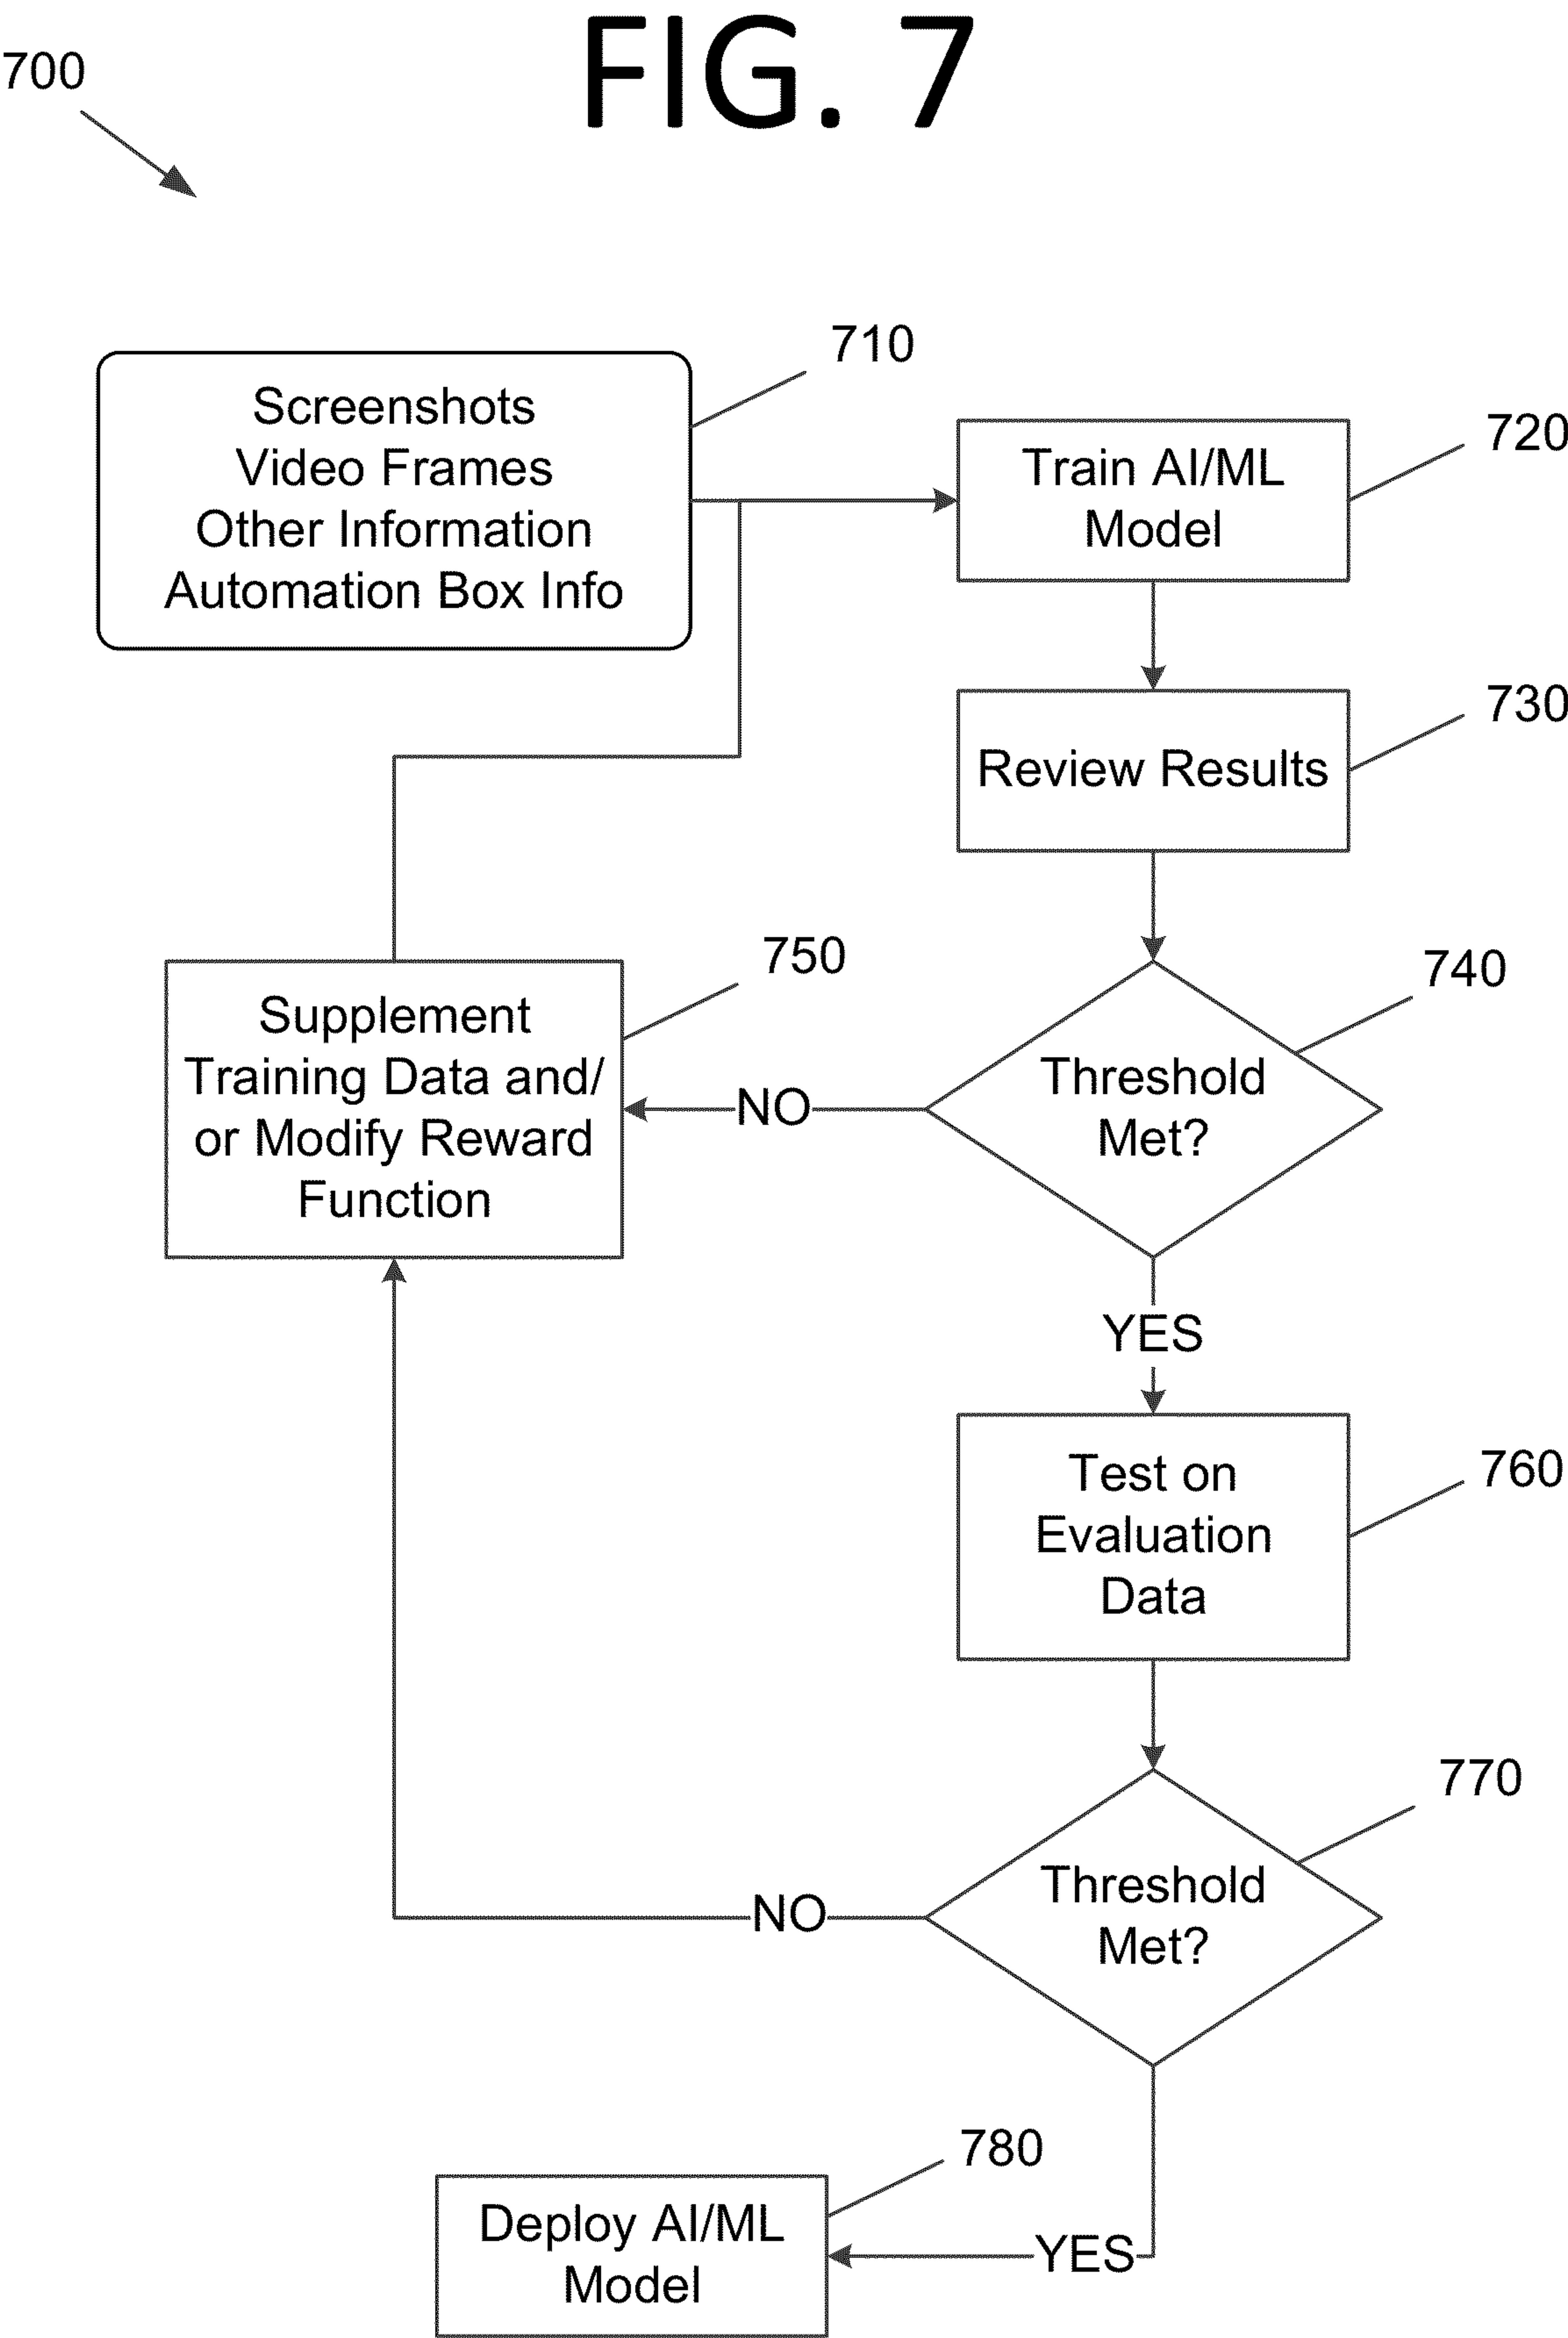 FIG. 7
700
710
Screenshots
Video Frames
Other Information
Automation Box Info
720
Train AI/ML
Model
730
Review Results
740
Threshold
Met?
NO
750
Supplement
Training Data and/
or Modify Reward
Function
YES
760
Test on
Evaluation
Data
770
Threshold
Met?
NO
YES
780
Deploy AI/ML
Model